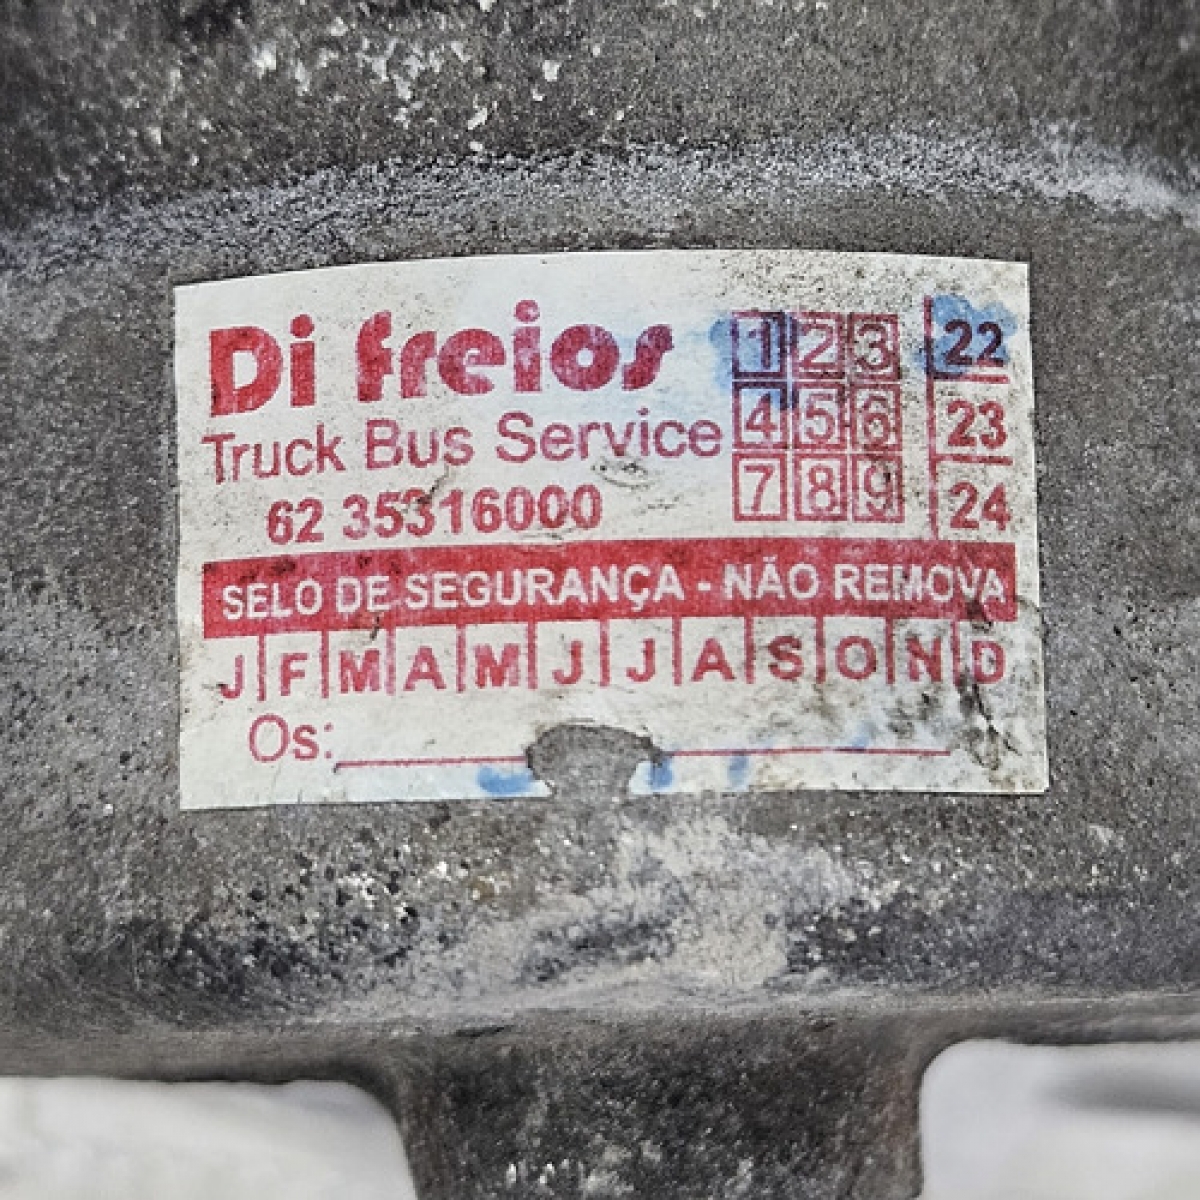 Di freios
Truck Bus Service
62 35316000
1 2 3 22
4 5 6 23
7 8 9 24
SELO DE SEGURANÇA - NÃO REMOVA
J F M A M J J A S O N D
Os: